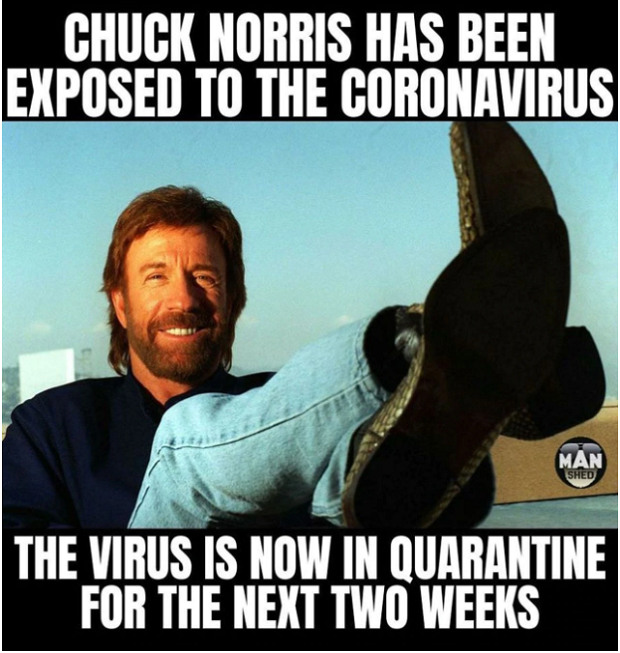 CHUCK NORRIS HAS BEEN
EXPOSED TO THE CORONAVIRUS
MAN
SHED
THE VIRUS IS NOW IN QUARANTINE
FOR THE NEXT TWO WEEKS